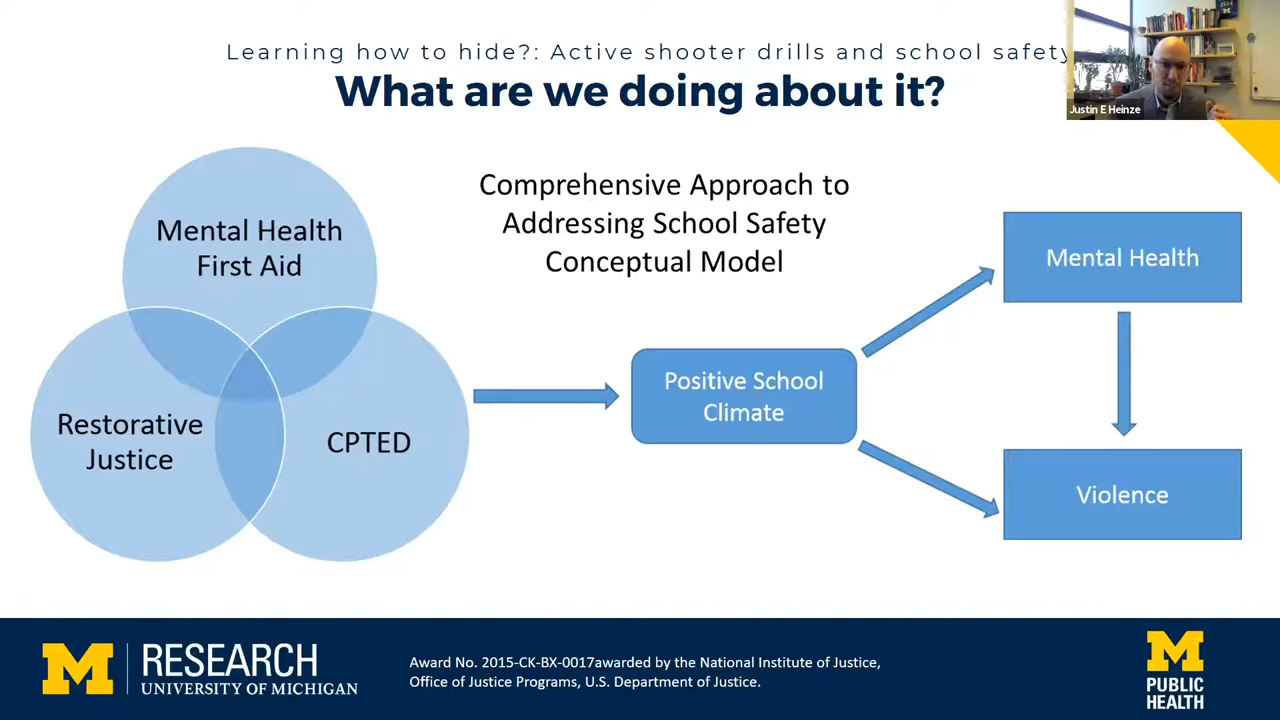 Learning how to hide?: Active shooter drills and school safety
What are we doing about it?
Justin E Heinze
Comprehensive Approach to
Addressing School Safety
Conceptual Model
Mental Health
First Aid
Restorative
Justice
CPTED
Positive School
Climate
Mental Health
Violence
M
RESEARCH
UNIVERSITY OF MICHIGAN
Award No. 2015-CK-BX-0017awarded by the National Institute of Justice,
Office of Justice Programs, U.S. Department of Justice.
M
PUBLIC
HEALTH